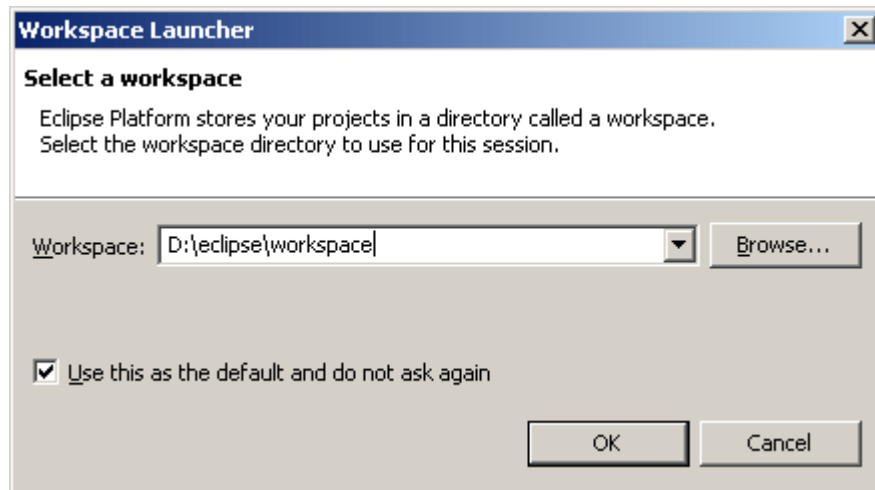 Workspace Launcher
Select a workspace
Eclipse Platform stores your projects in a directory called a workspace.
Select the workspace directory to use for this session.
Workspace: D:\eclipse\workspace Browse...
Use this as the default and do not ask again
OK Cancel